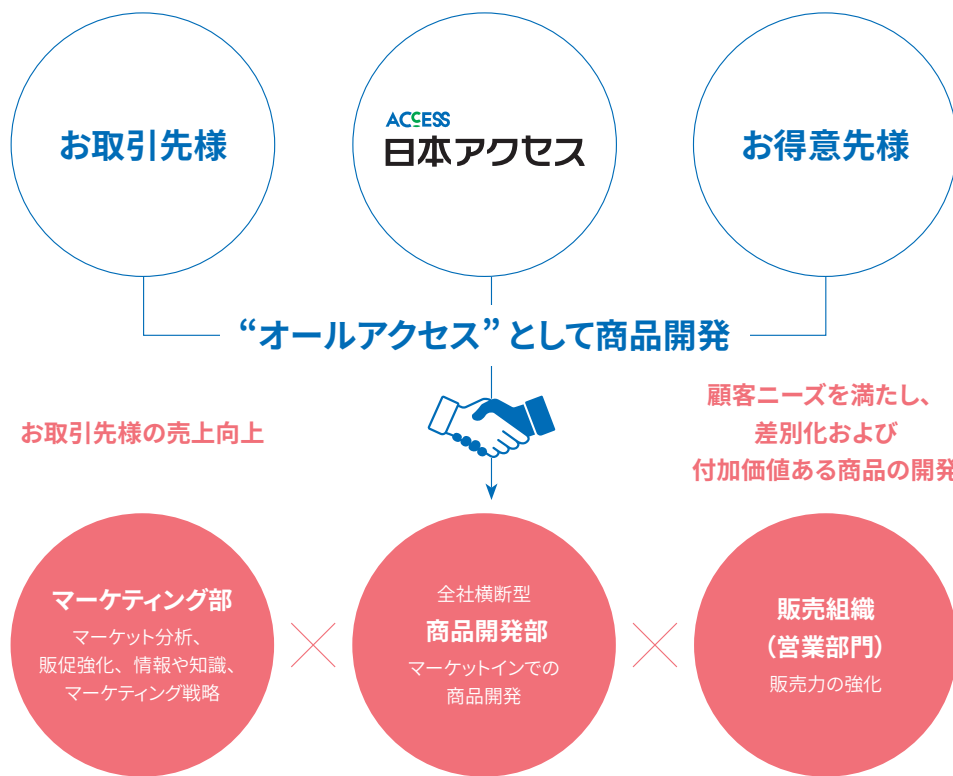 お取引先様
ACCESS
日本アクセス
お得意先様
“オールアクセス”として商品開発
お取引先様の売上向上
顧客ニーズを満たし、
差別化および
付加価値ある商品の開発
マーケティング部
マーケット分析、
販促強化、情報や知識、
マーケティング戦略
全社横断型
商品開発部
マーケットインでの
商品開発
販売組織
（営業部門）
販売力の強化